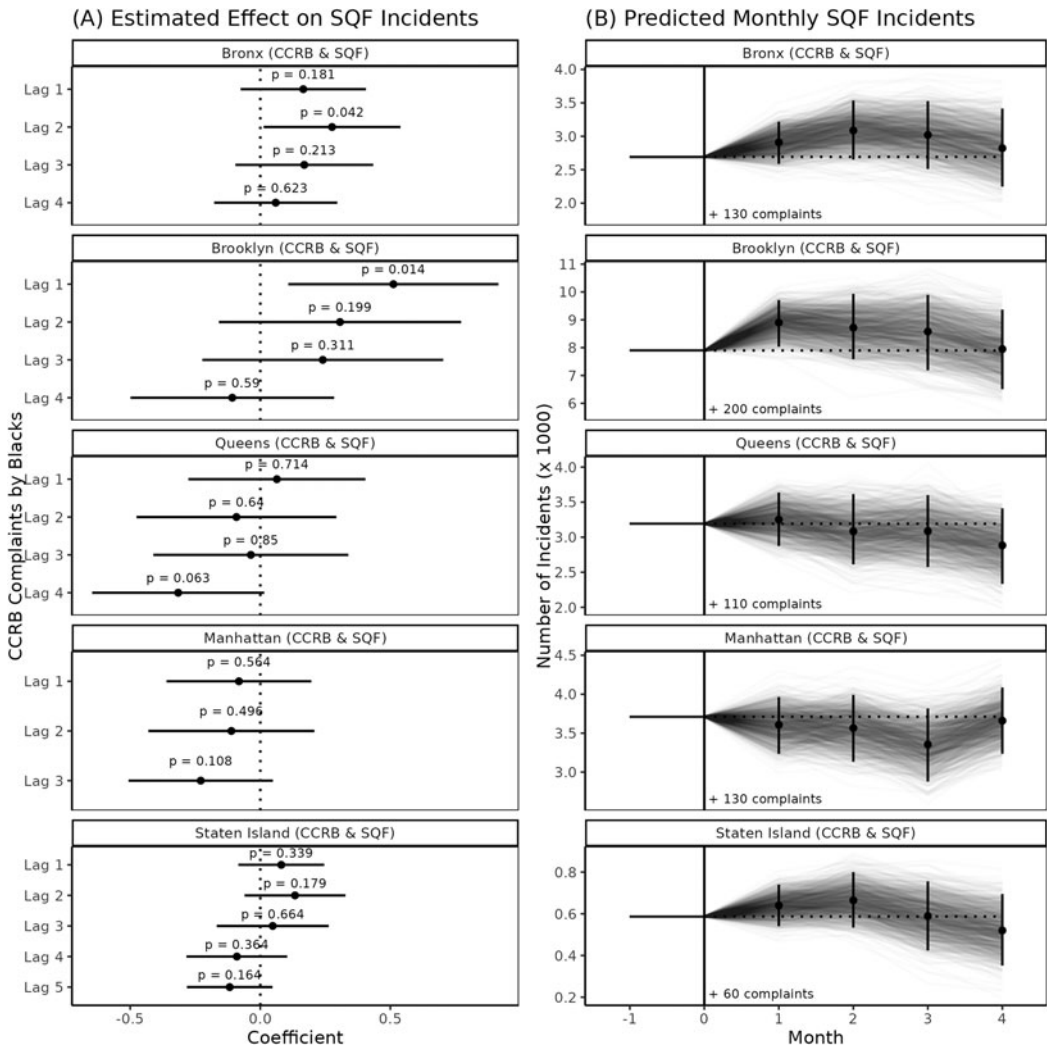 (A) Estimated Effect on SQF Incidents
CCRB Complaints by Blacks
Bronx (CCRB & SQF)
Lag 1
p = 0.181
Lag 2
p = 0.042
Lag 3
p = 0.213
Lag 4
p = 0.623
Brooklyn (CCRB & SQF)
Lag 1
p = 0.014
Lag 2
p = 0.199
Lag 3
p = 0.311
Lag 4
p = 0.59
Queens (CCRB & SQF)
Lag 1
p = 0.714
Lag 2
p = 0.64
Lag 3
p = 0.85
Lag 4
p = 0.063
Manhattan (CCRB & SQF)
Lag 1
p = 0.564
Lag 2
p = 0.496
Lag 3
p = 0.108
Staten Island (CCRB & SQF)
Lag 1
p = 0.339
Lag 2
p = 0.179
Lag 3
p = 0.664
Lag 4
p = 0.364
Lag 5
p = 0.164
-0.5 0.0 0.5
Coefficient
(B) Predicted Monthly SQF Incidents
Number of Incidents (x 1000)
Bronx (CCRB & SQF)
4.0
3.5
3.0
2.5
2.0
+ 130 complaints
Brooklyn (CCRB & SQF)
11
10
9
8
7
6
+ 200 complaints
Queens (CCRB & SQF)
4.0
3.5
3.0
2.5
2.0
+ 110 complaints
Manhattan (CCRB & SQF)
4.5
4.0
3.5
3.0
+ 130 complaints
Staten Island (CCRB & SQF)
0.8
0.6
0.4
0.2
+ 60 complaints
-1 0 1 2 3 4
Month